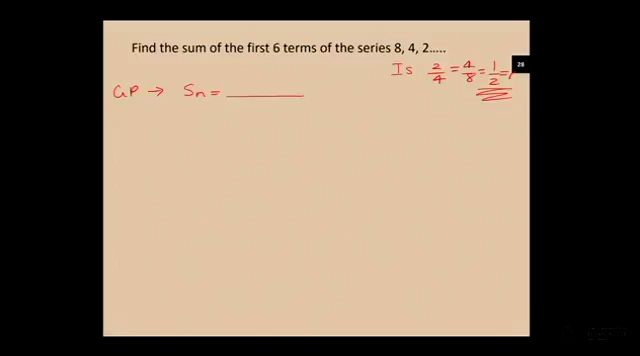 Find the sum of the first 6 terms of the series 8, 4, 2.....
28
Is 2/4 = 4/8 = 1/2 = r
GP → Sn =